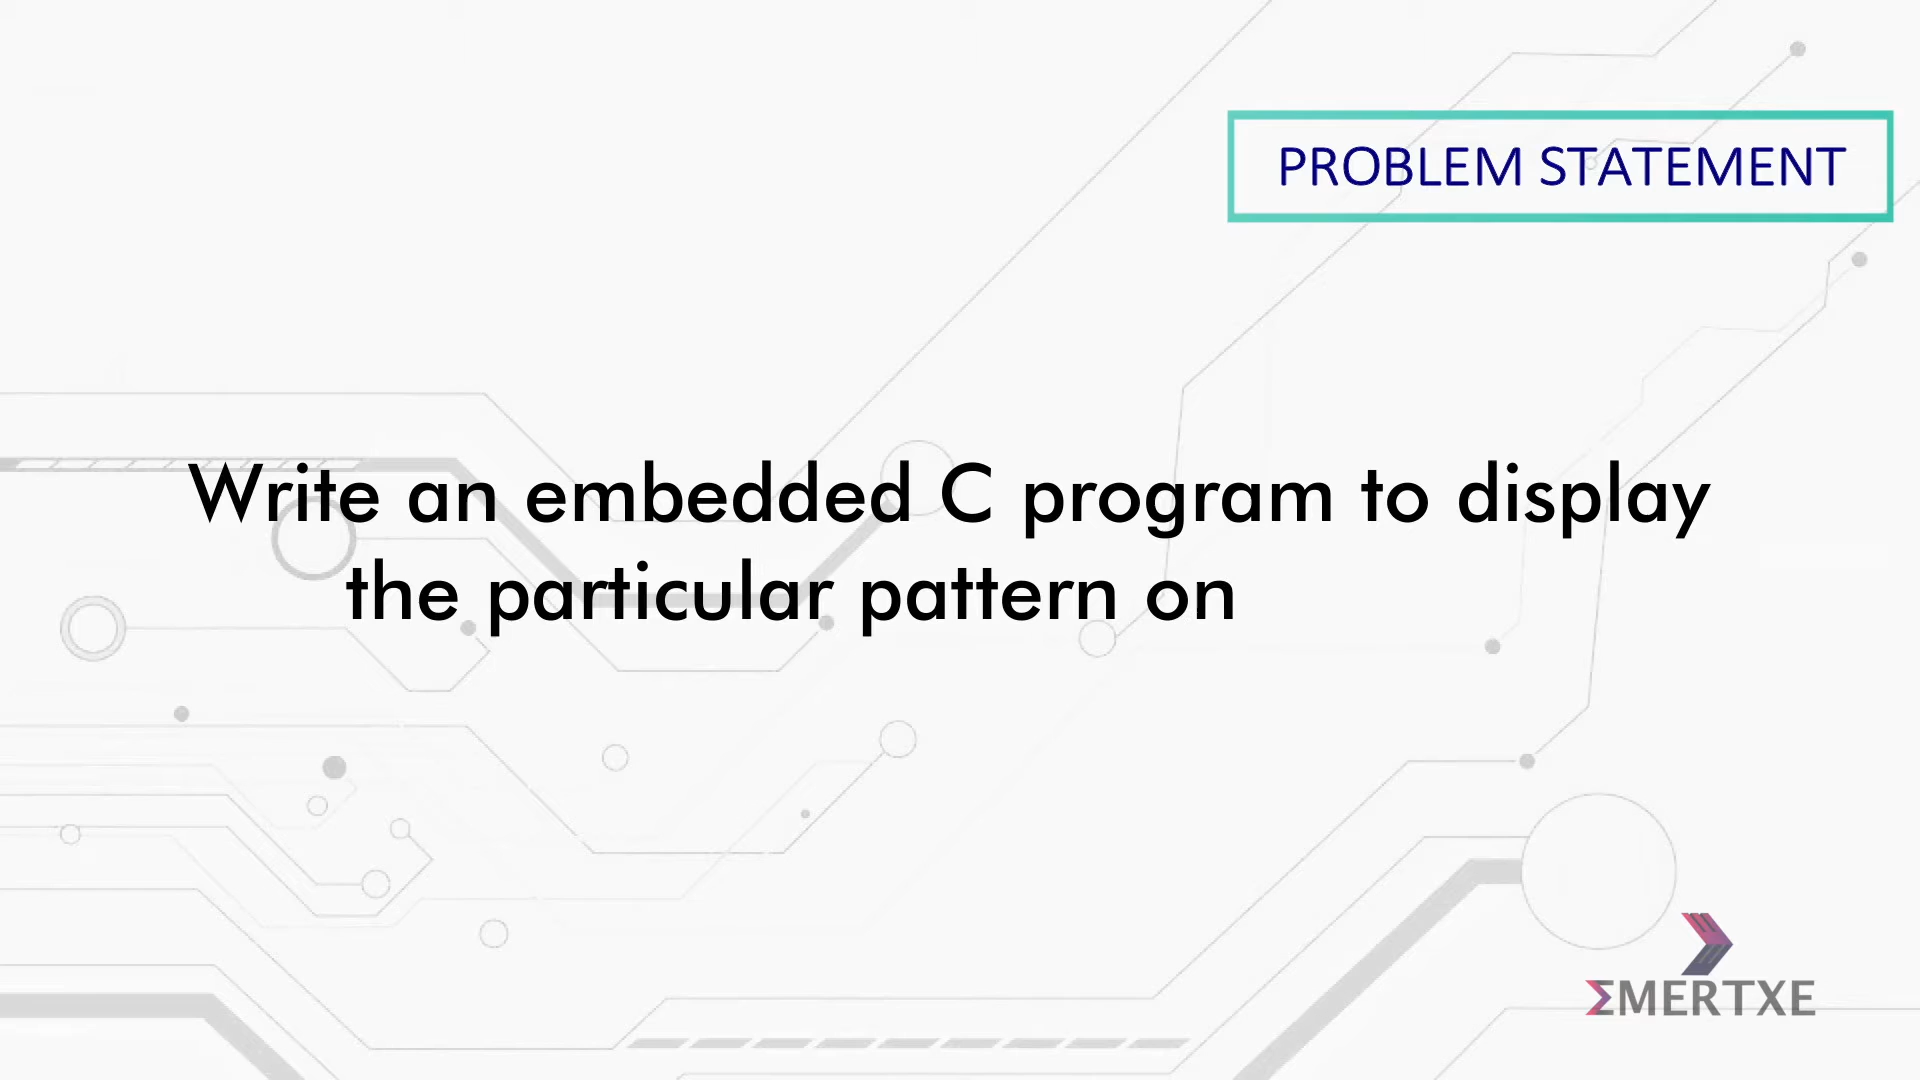 PROBLEM STATEMENT
Write an embedded C program to display
the particular pattern on
ΣMERTXE